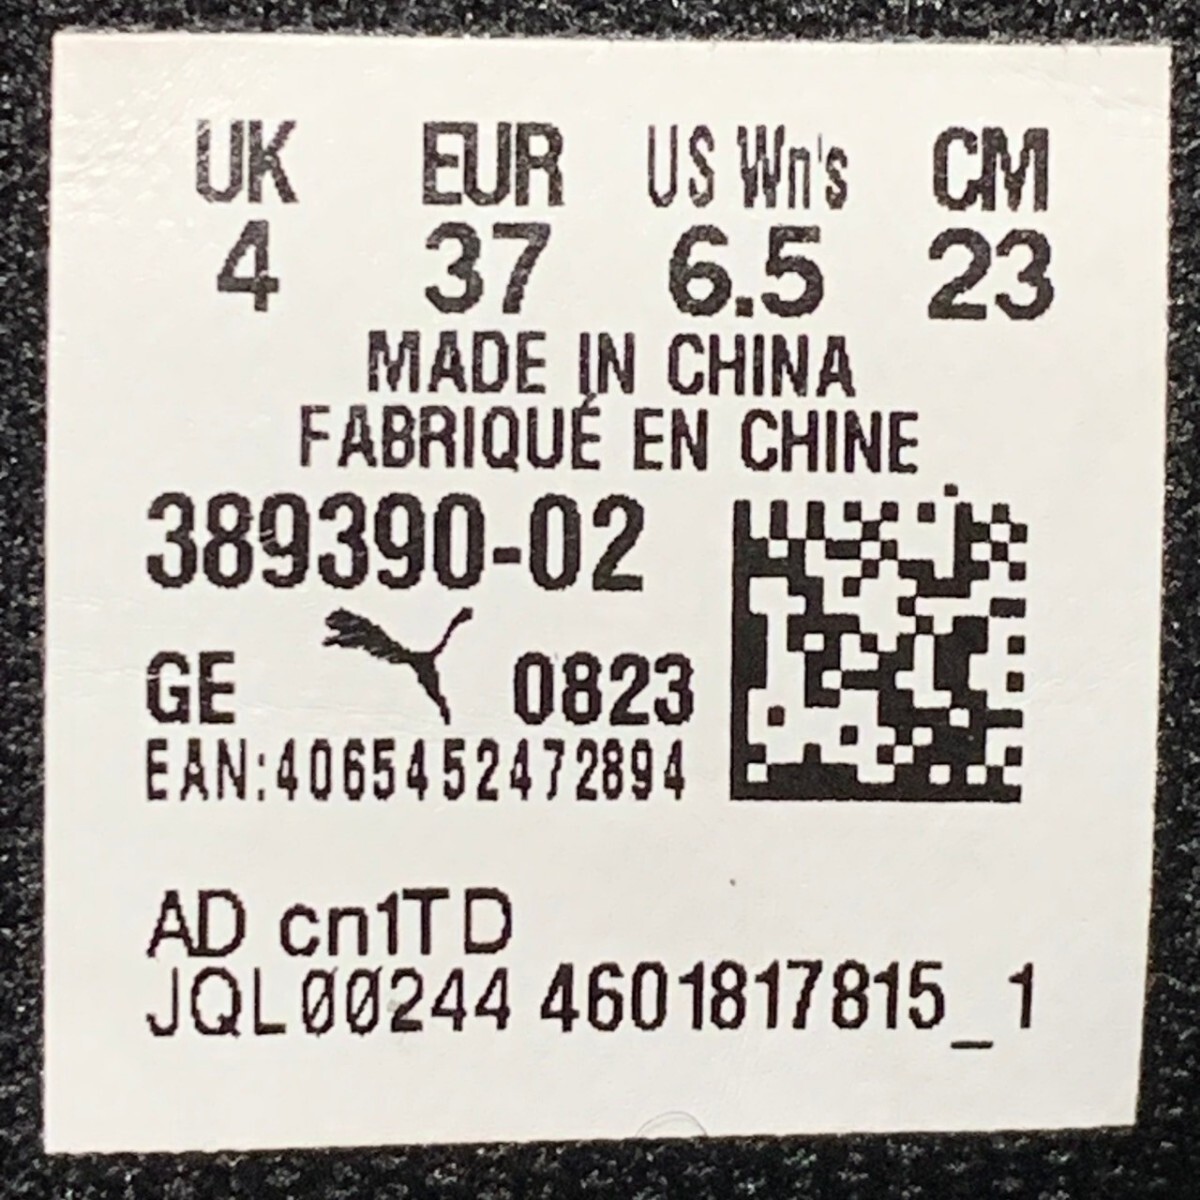 UK EUR US Wn's CM
4 37 6.5 23
MADE IN CHINA
FABRIQUÉ EN CHINE
389390-02
GE 0823
EAN:4065452472894
AD cn1TD
JQL00244 4601817815_1